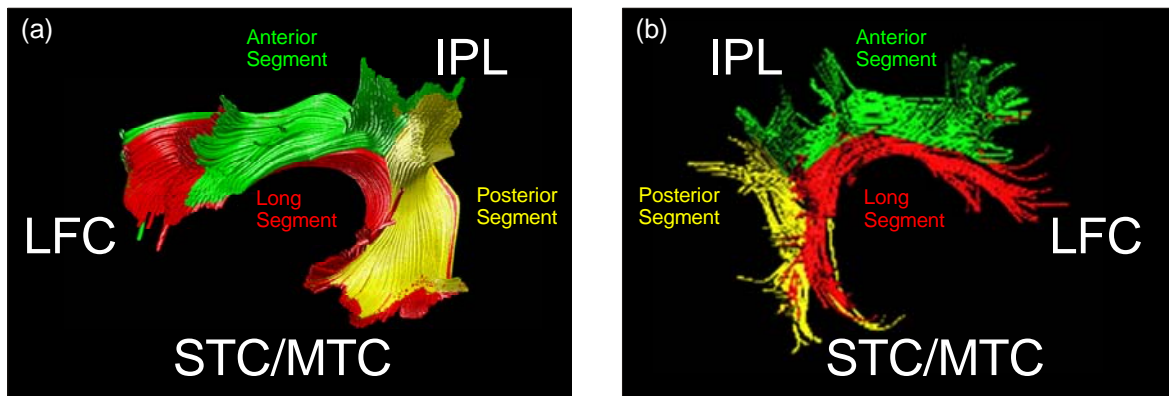 (a)
Anterior
Segment
IPL
Long
Segment
Posterior
Segment
LFC
STC/MTC
(b)
IPL
Anterior
Segment
Posterior
Segment
Long
Segment
LFC
STC/MTC